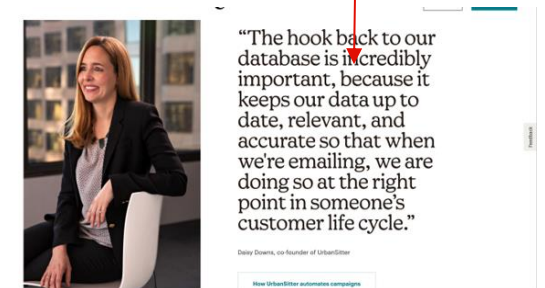 “The hook back to our
database is incredibly
important, because it
keeps our data up to
date, relevant, and
accurate so that when
we're emailing, we are
doing so at the right
point in someone’s
customer life cycle.”
Daisy Downs, co-founder of UrbanSitter
How UrbanSitter automates campaigns
Feedback